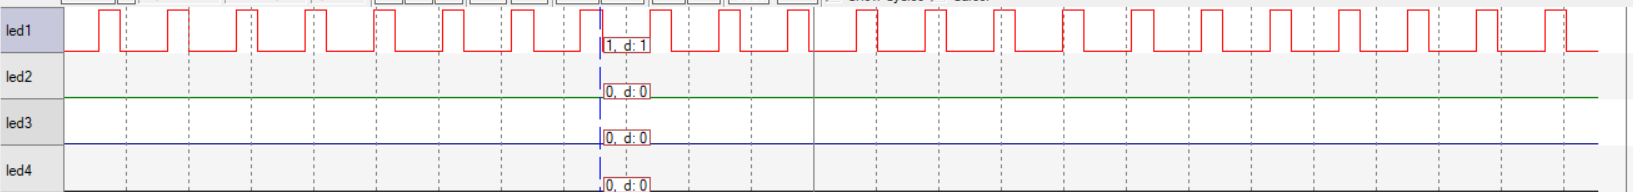 led1
1, d: 1
led2
0, d: 0
led3
0, d: 0
led4
0, d: 0